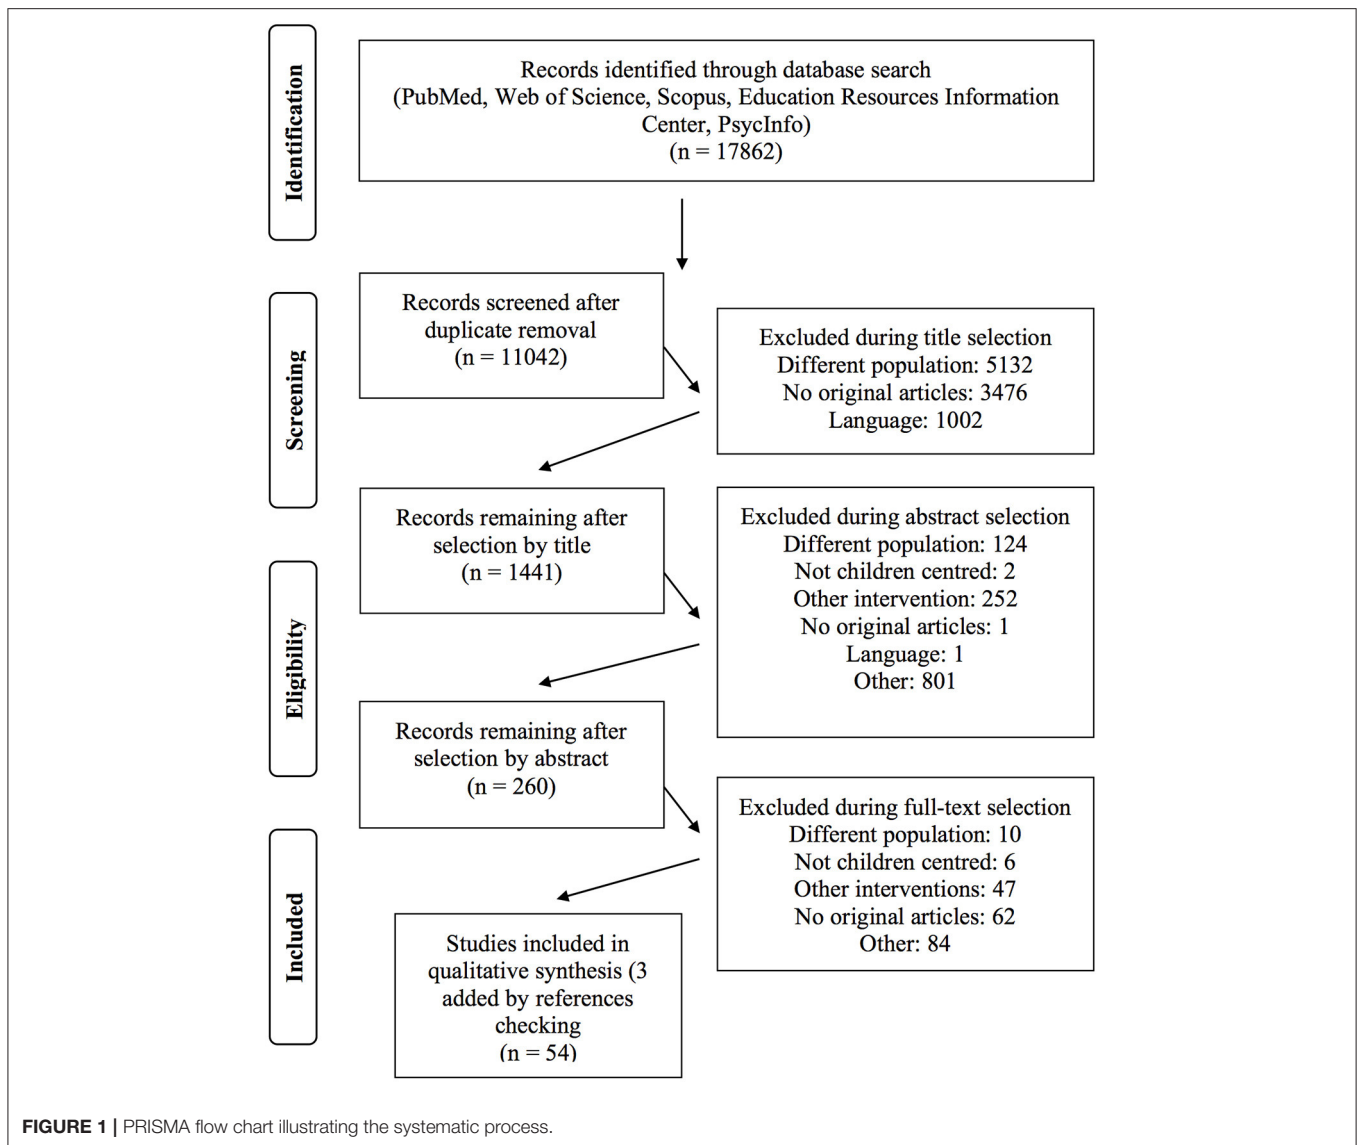 Identification
Records identified through database search
(PubMed, Web of Science, Scopus, Education Resources Information
Center, PsycInfo)
(n = 17862)
Screening
Records screened after
duplicate removal
(n = 11042)
Excluded during title selection
Different population: 5132
No original articles: 3476
Language: 1002
Records remaining after
selection by title
(n = 1441)
Excluded during abstract selection
Different population: 124
Not children centred: 2
Other intervention: 252
No original articles: 1
Language: 1
Other: 801
Eligibility
Records remaining after
selection by abstract
(n = 260)
Excluded during full-text selection
Different population: 10
Not children centred: 6
Other interventions: 47
No original articles: 62
Other: 84
Included
Studies included in
qualitative synthesis (3
added by references
checking
(n = 54)
FIGURE 1 | PRISMA flow chart illustrating the systematic process.